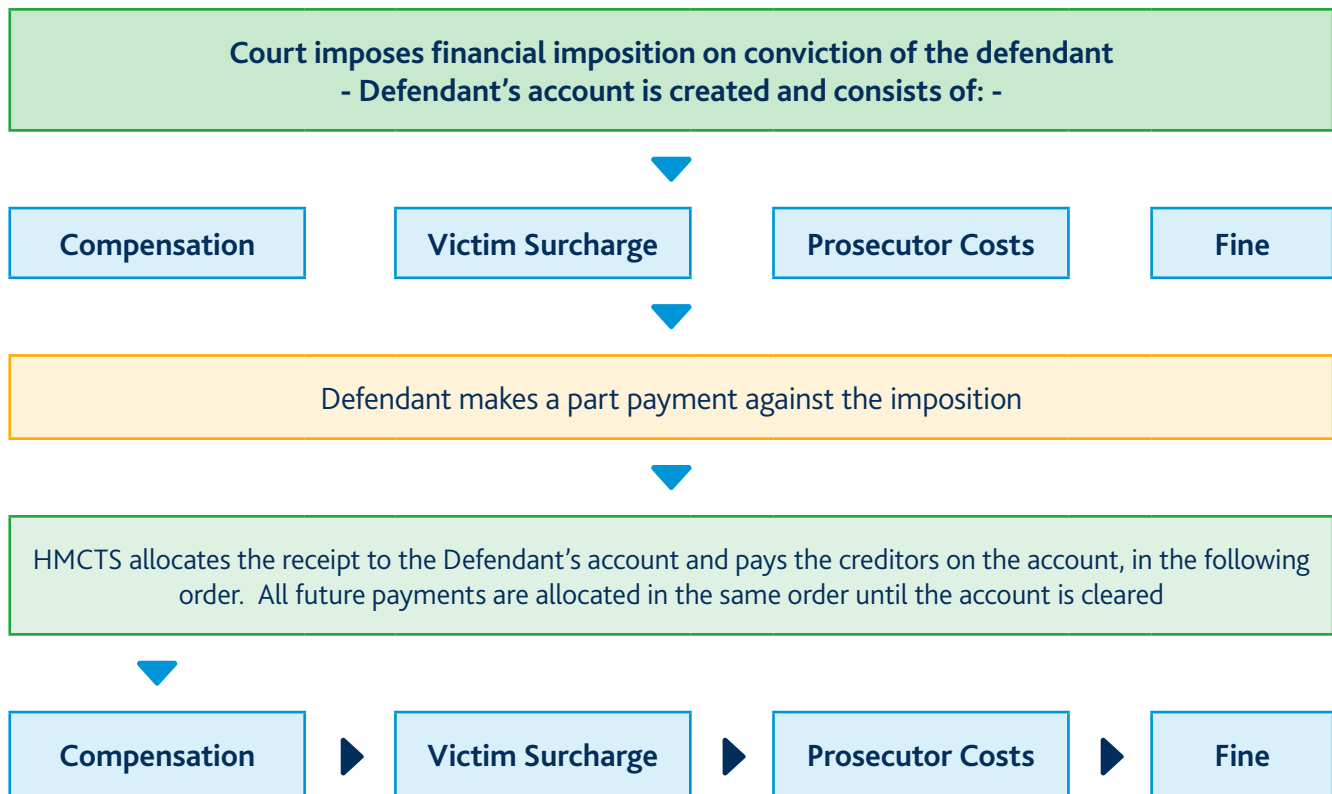 Court imposes financial imposition on conviction of the defendant
- Defendant’s account is created and consists of: -
Compensation
Victim Surcharge
Prosecutor Costs
Fine
Defendant makes a part payment against the imposition
HMCTS allocates the receipt to the Defendant’s account and pays the creditors on the account, in the following
order.  All future payments are allocated in the same order until the account is cleared
Compensation
Victim Surcharge
Prosecutor Costs
Fine